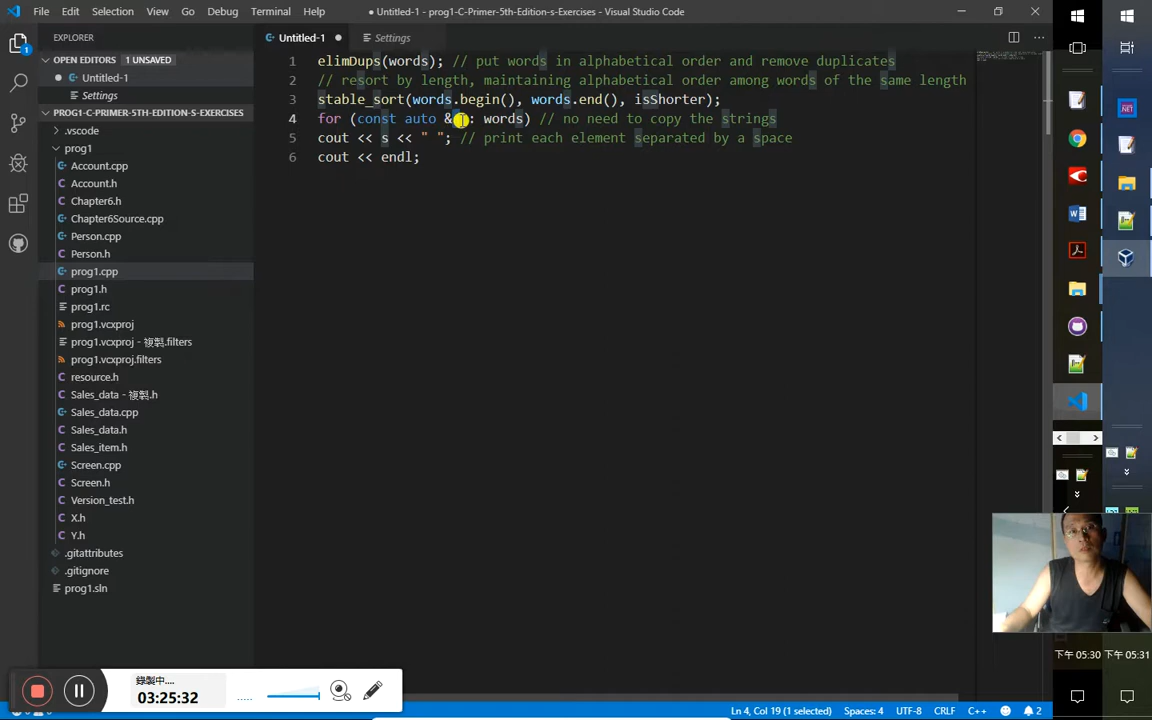 File Edit Selection View Go Debug Terminal Help
● Untitled-1 - prog1-C-Primer-5th-Edition-s-Exercises - Visual Studio Code
EXPLORER
Untitled-1 ●
Settings
OPEN EDITORS 1 UNSAVED
● Untitled-1
Settings
PROG1-C-PRIMER-5TH-EDITION-S-EXERCISES
.vscode
prog1
Account.cpp
Account.h
Chapter6.h
Chapter6Source.cpp
Person.cpp
Person.h
prog1.cpp
prog1.h
prog1.rc
prog1.vcxproj
prog1.vcxproj - 複製.filters
prog1.vcxproj.filters
resource.h
Sales_data - 複製.h
Sales_data.cpp
Sales_data.h
Sales_item.h
Screen.cpp
Screen.h
Version_test.h
X.h
Y.h
.gitattributes
.gitignore
prog1.sln
1 elimDups(words); // put words in alphabetical order and remove duplicates
2 // resort by length, maintaining alphabetical order among words of the same length
3 stable_sort(words.begin(), words.end(), isShorter);
4 for (const auto & : words) // no need to copy the strings
5 cout << s << " "; // print each element separated by a space
6 cout << endl;
錄製中....
03:25:32
Ln 4, Col 19 (1 selected) Spaces: 4 UTF-8 CRLF C++ 2
下午 05:30 下午 05:31